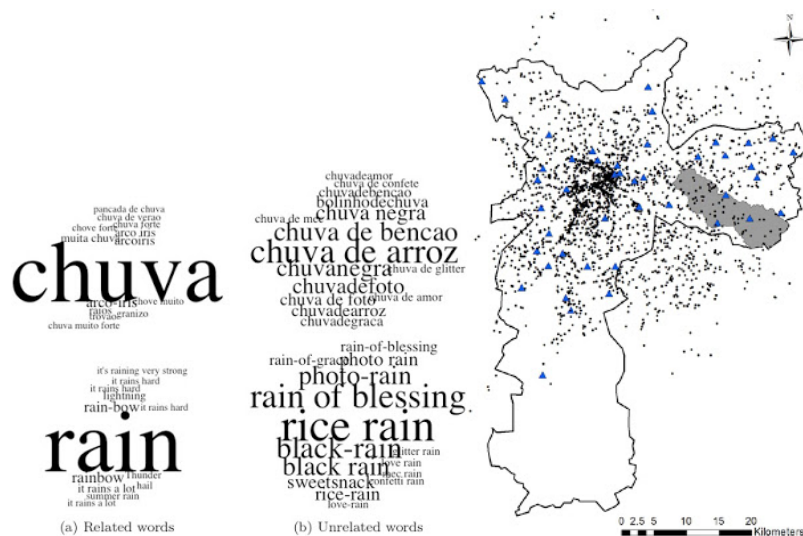 pancada de chuva
chuva de verao
chuva forte
chove forte
arco iris
muita chuva
arcoiris
chuva
arco-iris
chove muito
raios
granizo
trovao
chuva muito forte
it's raining very strong
it rains hard
it rains hard
lightning
rain-bow
it rains hard
rain
rainbow
Thunder
it rains a lot
hail
summer rain
it rains a lot
(a) Related words
chuvadeamor
chuva de confete
chuvadebencao
bolinhodechuva
chuva de mec
chuva negra
chuva de bencao
chuva de arroz
chuvanegra
chuva de glitter
chuvadefoto
chuva de foto
chuva de amor
chuvadearroz
chuvadegraca
rain-of-blessing
rain-of-grace
photo rain
photo-rain
rain of blessing
rice rain
black-rain
glitter rain
black rain
love rain
mec rain
sweetsnack
confetti rain
rice-rain
love-rain
(b) Unrelated words
N
0 2.5 5 10 15 20
Kilometers